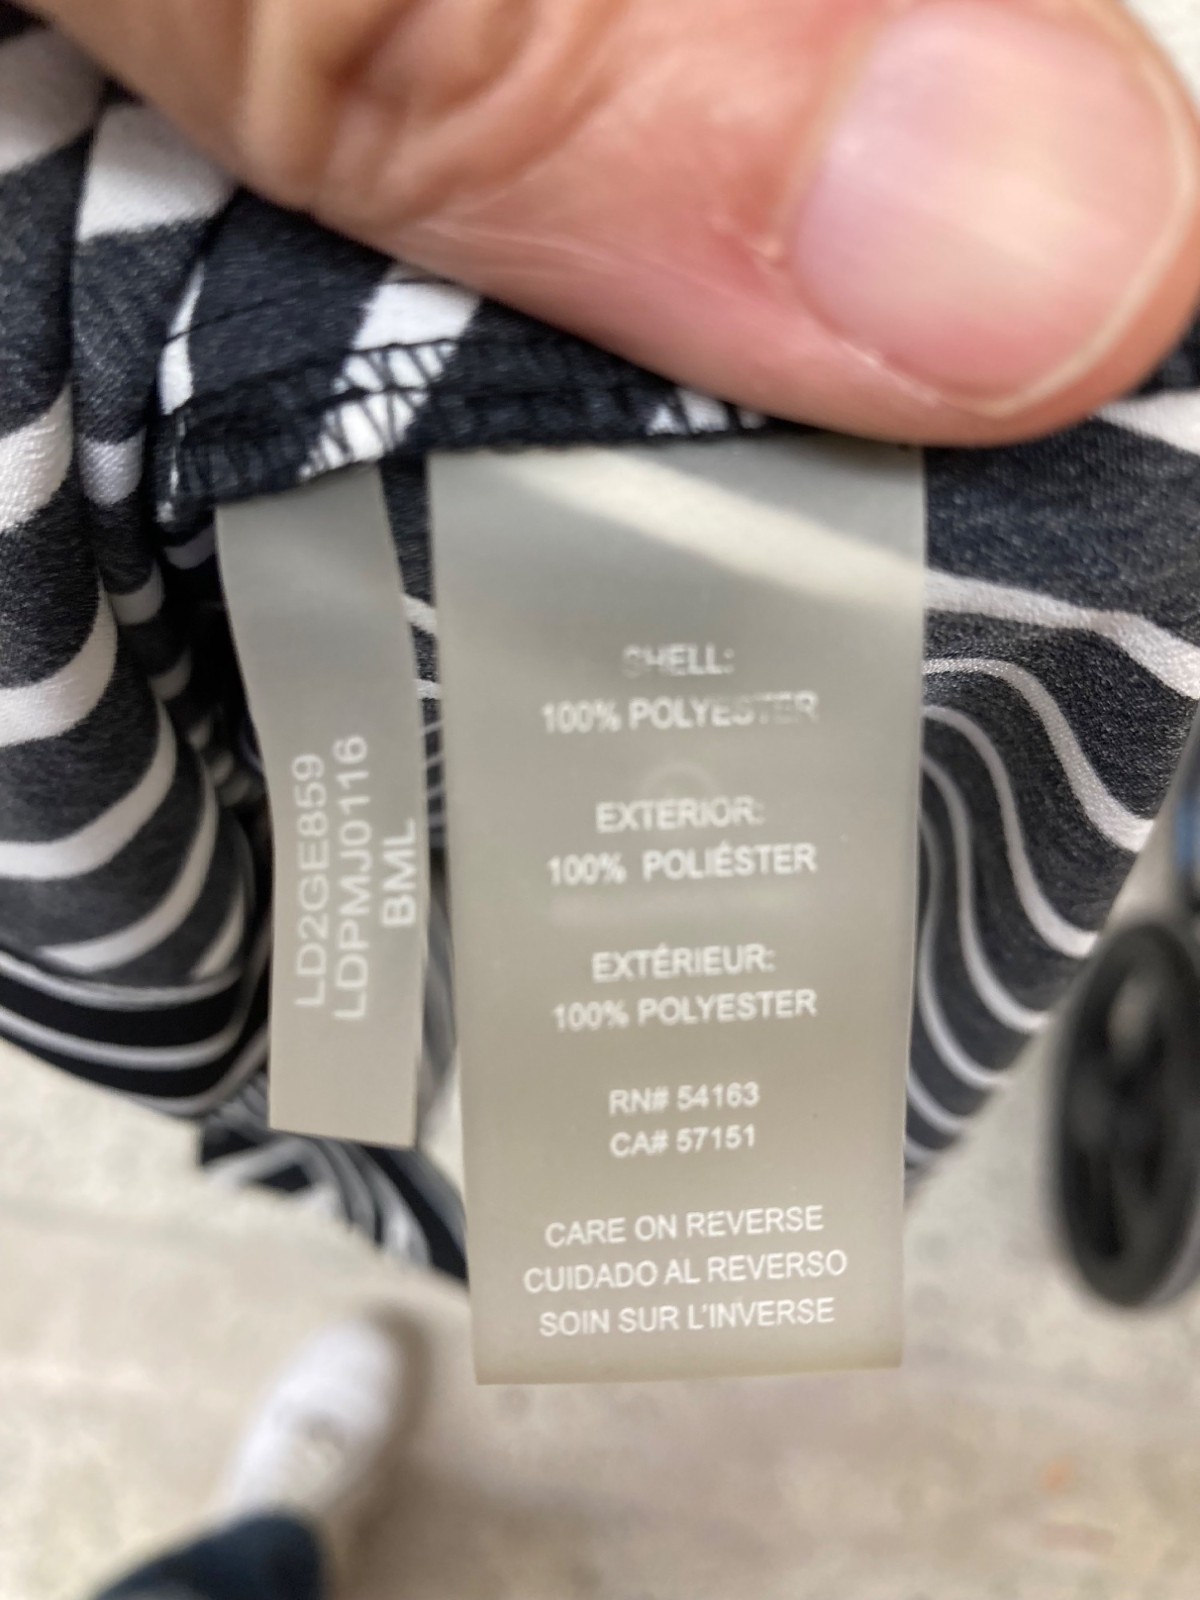 LD2GE859
LDPMJ0116
BML
SHELL:
100% POLYESTER
EXTERIOR:
100% POLIÉSTER
EXTÉRIEUR:
100% POLYESTER
RN# 54163
CA# 57151
CARE ON REVERSE
CUIDADO AL REVERSO
SOIN SUR L'INVERSE